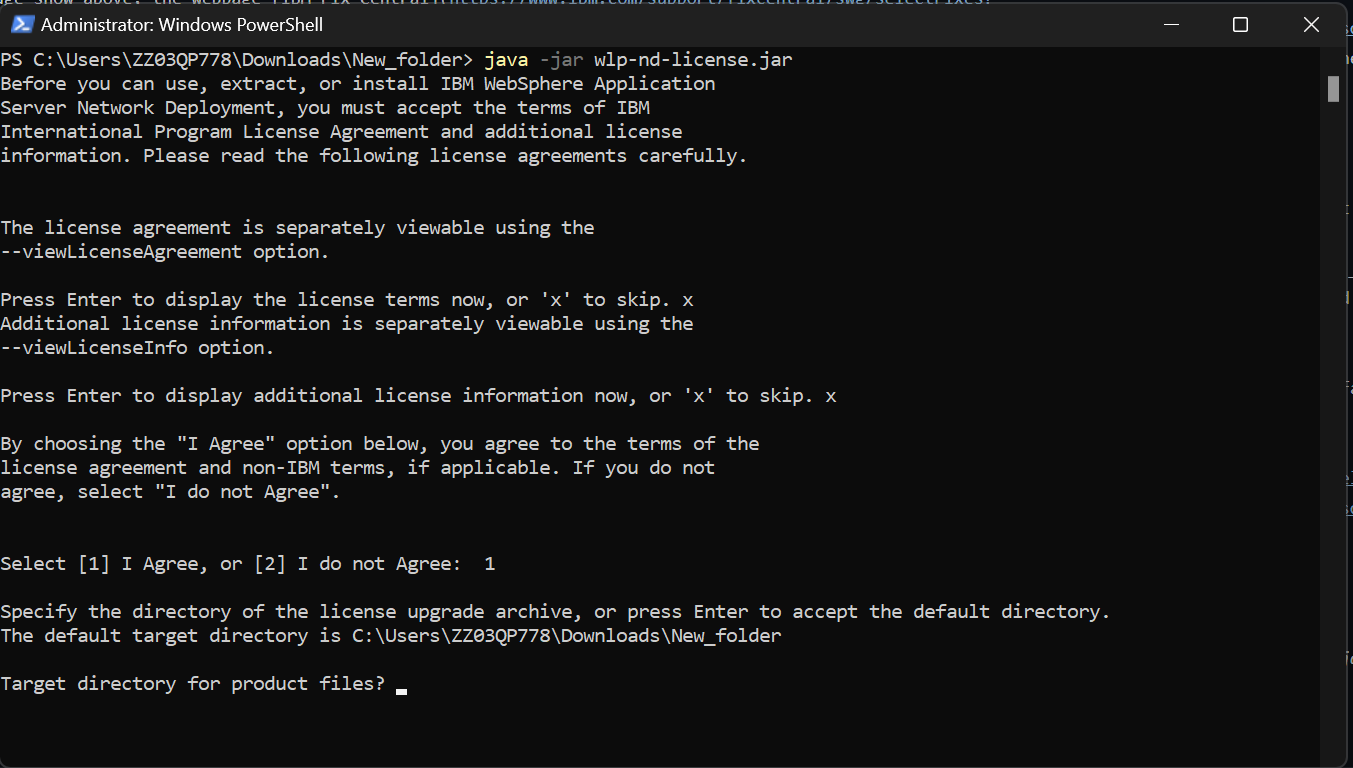 Administrator: Windows PowerShell
PS C:\Users\ZZ03QP778\Downloads\New_folder> java -jar wlp-nd-license.jar
Before you can use, extract, or install IBM WebSphere Application
Server Network Deployment, you must accept the terms of IBM
International Program License Agreement and additional license
information. Please read the following license agreements carefully.
The license agreement is separately viewable using the
--viewLicenseAgreement option.
Press Enter to display the license terms now, or 'x' to skip. x
Additional license information is separately viewable using the
--viewLicenseInfo option.
Press Enter to display additional license information now, or 'x' to skip. x
By choosing the "I Agree" option below, you agree to the terms of the
license agreement and non-IBM terms, if applicable. If you do not
agree, select "I do not Agree".
Select [1] I Agree, or [2] I do not Agree:  1
Specify the directory of the license upgrade archive, or press Enter to accept the default directory.
The default target directory is C:\Users\ZZ03QP778\Downloads\New_folder
Target directory for product files?